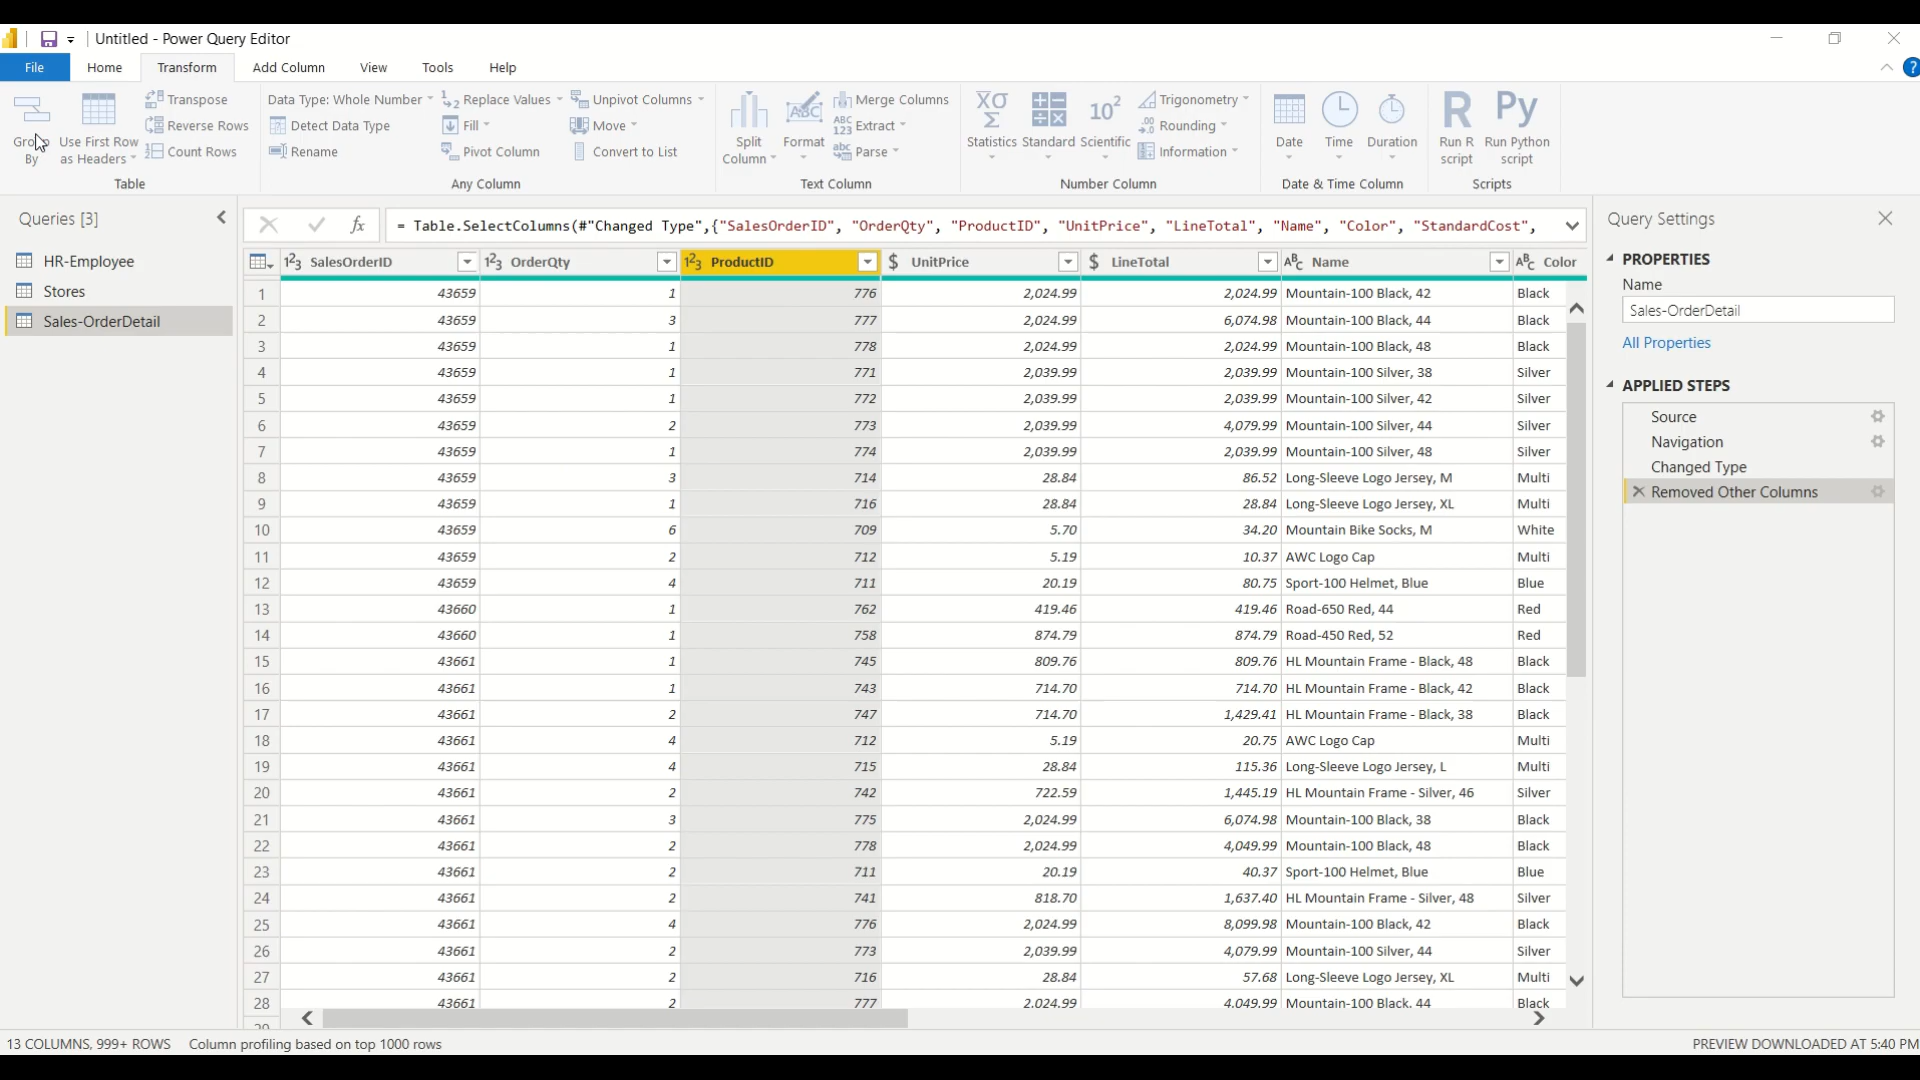 Untitled - Power Query Editor
File Home Transform Add Column View Tools Help
Group By
Use First Row as Headers
Transpose
Reverse Rows
Count Rows
Table
Data Type: Whole Number
Detect Data Type
Rename
Replace Values
Fill
Pivot Column
Unpivot Columns
Move
Convert to List
Any Column
Split Column
Format
Merge Columns
Extract
Parse
Text Column
Statistics
Standard
Scientific
Trigonometry
Rounding
Information
Number Column
Date
Time
Duration
Date & Time Column
Run R script
Run Python script
Scripts
Queries [3]
HR-Employee
Stores
Sales-OrderDetail
= Table.SelectColumns(#"Changed Type",{"SalesOrderID", "OrderQty", "ProductID", "UnitPrice", "LineTotal", "Name", "Color", "StandardCost",
SalesOrderID OrderQty ProductID UnitPrice LineTotal Name Color
1 43659 1 776 2,024.99 2,024.99 Mountain-100 Black, 42 Black
2 43659 3 777 2,024.99 6,074.98 Mountain-100 Black, 44 Black
3 43659 1 778 2,024.99 2,024.99 Mountain-100 Black, 48 Black
4 43659 1 771 2,039.99 2,039.99 Mountain-100 Silver, 38 Silver
5 43659 1 772 2,039.99 2,039.99 Mountain-100 Silver, 42 Silver
6 43659 2 773 2,039.99 4,079.99 Mountain-100 Silver, 44 Silver
7 43659 1 774 2,039.99 2,039.99 Mountain-100 Silver, 48 Silver
8 43659 3 714 28.84 86.52 Long-Sleeve Logo Jersey, M Multi
9 43659 1 716 28.84 28.84 Long-Sleeve Logo Jersey, XL Multi
10 43659 6 709 5.70 34.20 Mountain Bike Socks, M White
11 43659 2 712 5.19 10.37 AWC Logo Cap Multi
12 43659 4 711 20.19 80.75 Sport-100 Helmet, Blue Blue
13 43660 1 762 419.46 419.46 Road-650 Red, 44 Red
14 43660 1 758 874.79 874.79 Road-450 Red, 52 Red
15 43661 1 745 809.76 809.76 HL Mountain Frame - Black, 48 Black
16 43661 1 743 714.70 714.70 HL Mountain Frame - Black, 42 Black
17 43661 2 747 714.70 1,429.41 HL Mountain Frame - Black, 38 Black
18 43661 4 712 5.19 20.75 AWC Logo Cap Multi
19 43661 4 715 28.84 115.36 Long-Sleeve Logo Jersey, L Multi
20 43661 2 742 722.59 1,445.19 HL Mountain Frame - Silver, 46 Silver
21 43661 3 775 2,024.99 6,074.98 Mountain-100 Black, 38 Black
22 43661 2 778 2,024.99 4,049.99 Mountain-100 Black, 48 Black
23 43661 2 711 20.19 40.37 Sport-100 Helmet, Blue Blue
24 43661 2 741 818.70 1,637.40 HL Mountain Frame - Silver, 48 Silver
25 43661 4 776 2,024.99 8,099.98 Mountain-100 Black, 42 Black
26 43661 2 773 2,039.99 4,079.99 Mountain-100 Silver, 44 Silver
27 43661 2 716 28.84 57.68 Long-Sleeve Logo Jersey, XL Multi
28 43661 2 777 2,024.99 4,049.99 Mountain-100 Black, 44 Black
Query Settings
PROPERTIES
Name
Sales-OrderDetail
All Properties
APPLIED STEPS
Source
Navigation
Changed Type
Removed Other Columns
13 COLUMNS, 999+ ROWS Column profiling based on top 1000 rows
PREVIEW DOWNLOADED AT 5:40 PM